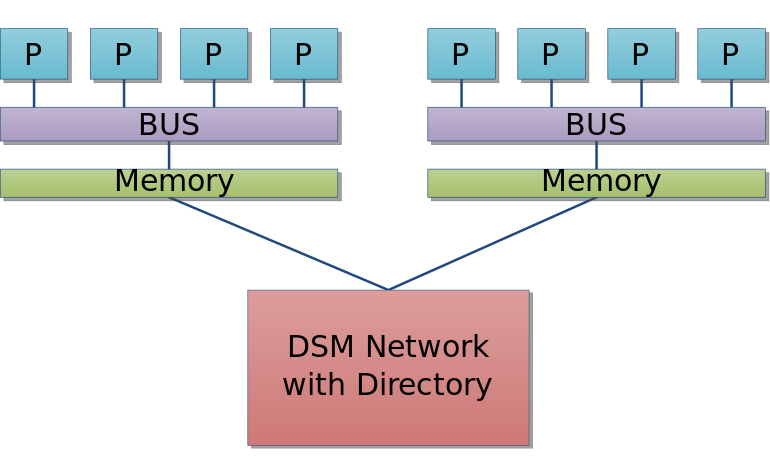 P P P P P P P P
BUS BUS
Memory Memory
DSM Network
with Directory